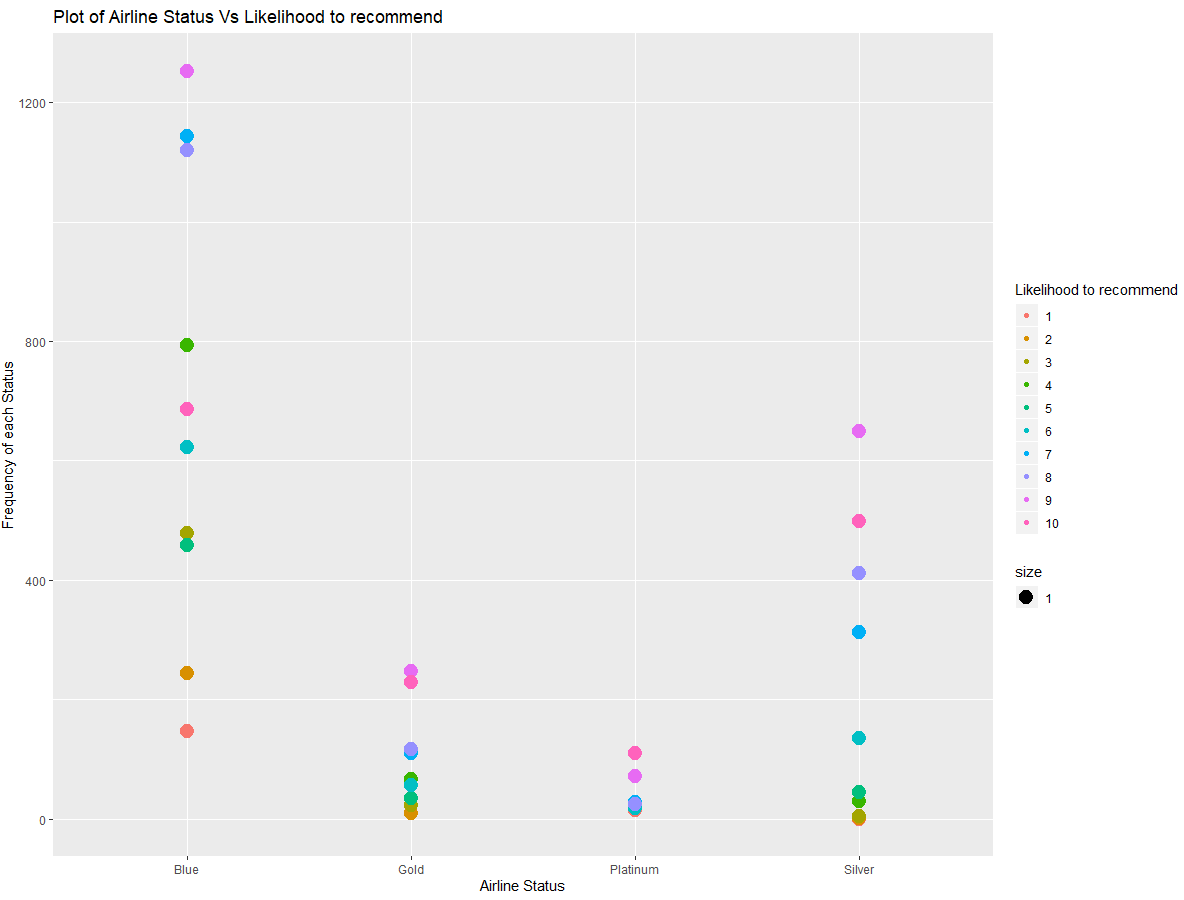 Plot of Airline Status Vs Likelihood to recommend
Frequency of each Status
1200
800
400
0
Blue
Gold
Platinum
Silver
Airline Status
Likelihood to recommend
1
2
3
4
5
6
7
8
9
10
size
1